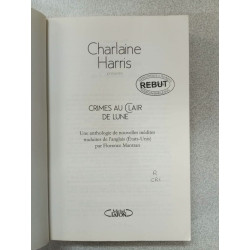 Charlaine
Harris
REBUT
CRIMES AU CLAIR
DE LUNE
Une anthologie de nouvelles inédites
traduites de l'anglais (États-Unis)
par Florence Mantran
R